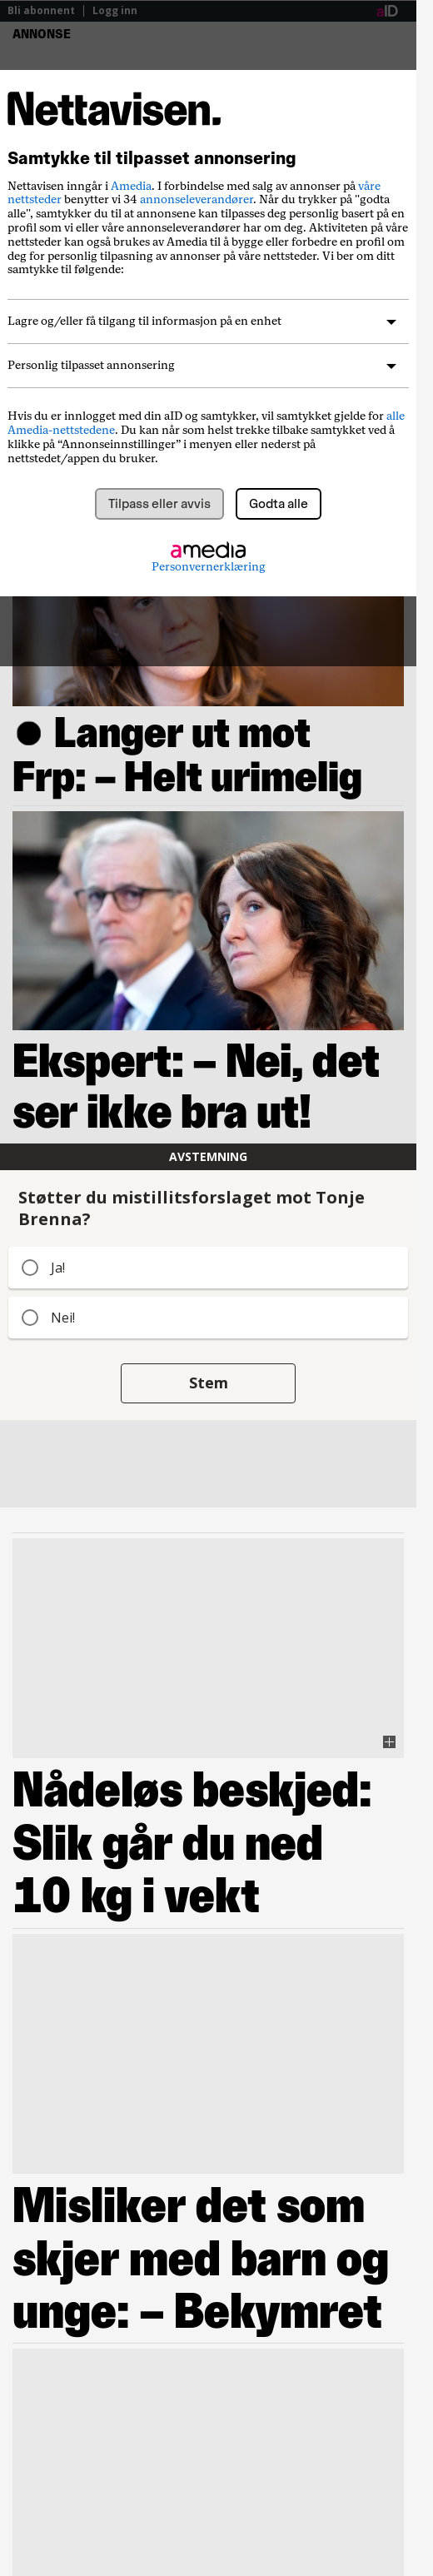 Bli abonnent | Logg inn
aID
ANNONSE
Nettavisen.
Samtykke til tilpasset annonsering
Nettavisen inngår i Amedia. I forbindelse med salg av annonser på våre
nettsteder benytter vi 34 annonseleverandører. Når du trykker på "godta
alle", samtykker du til at annonsene kan tilpasses deg personlig basert på en
profil som vi eller våre annonseleverandører har om deg. Aktiviteten på våre
nettsteder kan også brukes av Amedia til å bygge eller forbedre en profil om
deg for personlig tilpasning av annonser på våre nettsteder. Vi ber om ditt
samtykke til følgende:
Lagre og/eller få tilgang til informasjon på en enhet
Personlig tilpasset annonsering
Hvis du er innlogget med din aID og samtykker, vil samtykket gjelde for alle
Amedia-nettstedene. Du kan når som helst trekke tilbake samtykket ved å
klikke på “Annonseinnstillinger” i menyen eller nederst på
nettstedet/appen du bruker.
Tilpass eller avvis
Godta alle
amedia
Personvernerklæring
Langer ut mot
Frp: – Helt urimelig
Ekspert: – Nei, det
ser ikke bra ut!
AVSTEMNING
Støtter du mistillitsforslaget mot Tonje
Brenna?
Ja!
Nei!
Stem
Nådeløs beskjed:
Slik går du ned
10 kg i vekt
Misliker det som
skjer med barn og
unge: – Bekymret